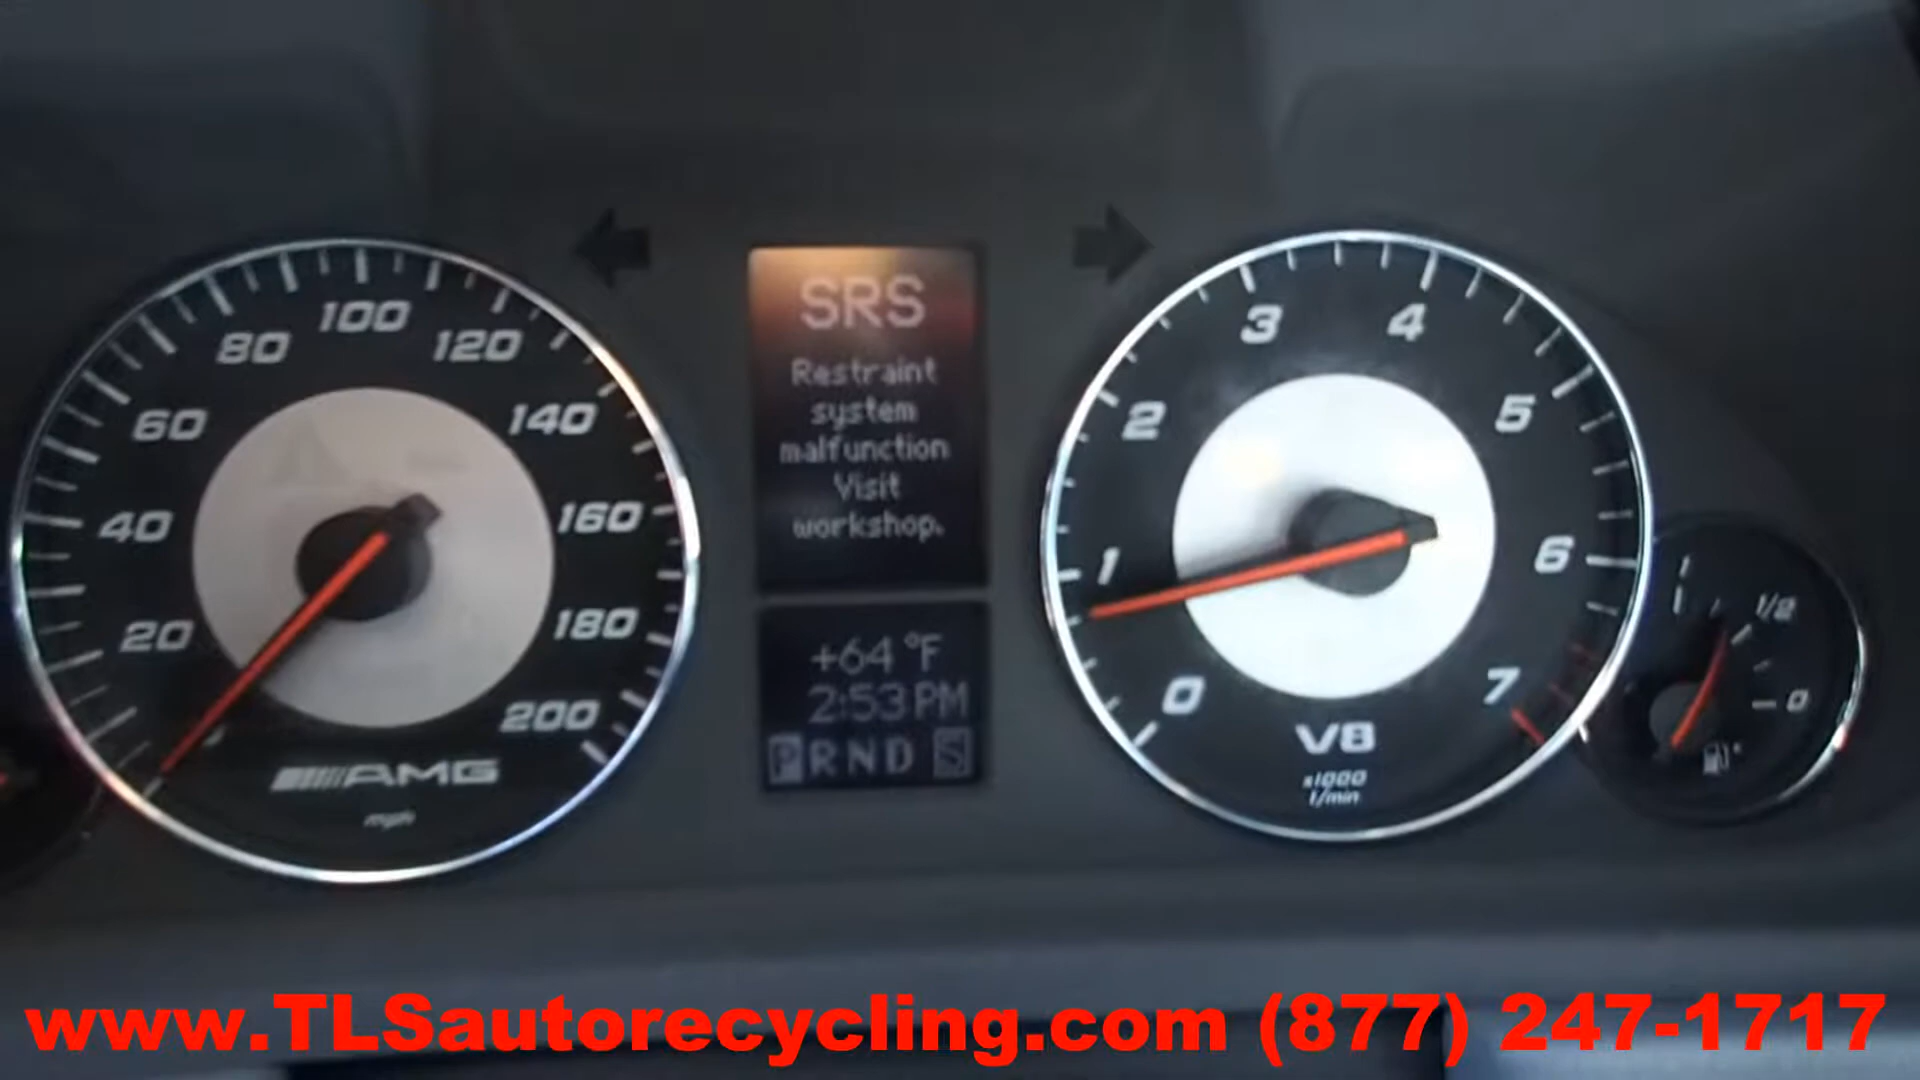 100
80
120
60
140
40
160
20
180
200
AMG
mph
SRS
Restraint
system
malfunction
Visit
workshop.
+64 °F
2:53 PM
P R N D S
3
4
2
5
1
6
0
7
V8
x1000
1/min
1
1/2
0
www.TLSautorecycling.com (877) 247-1717